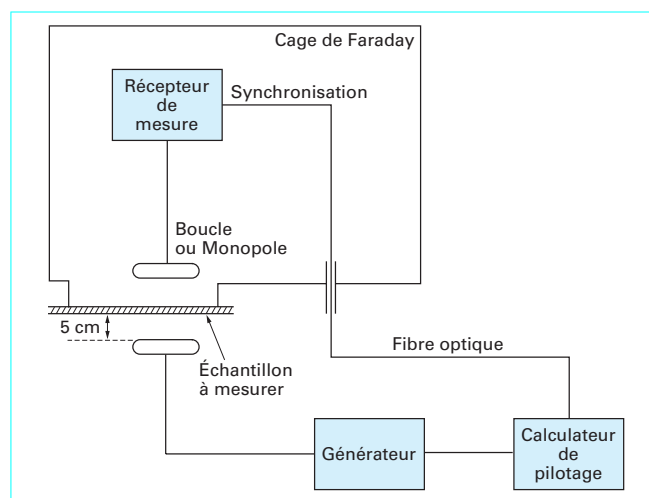 Cage de Faraday
Récepteur
de
mesure
Synchronisation
Boucle
ou Monopole
5 cm
Échantillon
à mesurer
Fibre optique
Générateur
Calculateur
de
pilotage